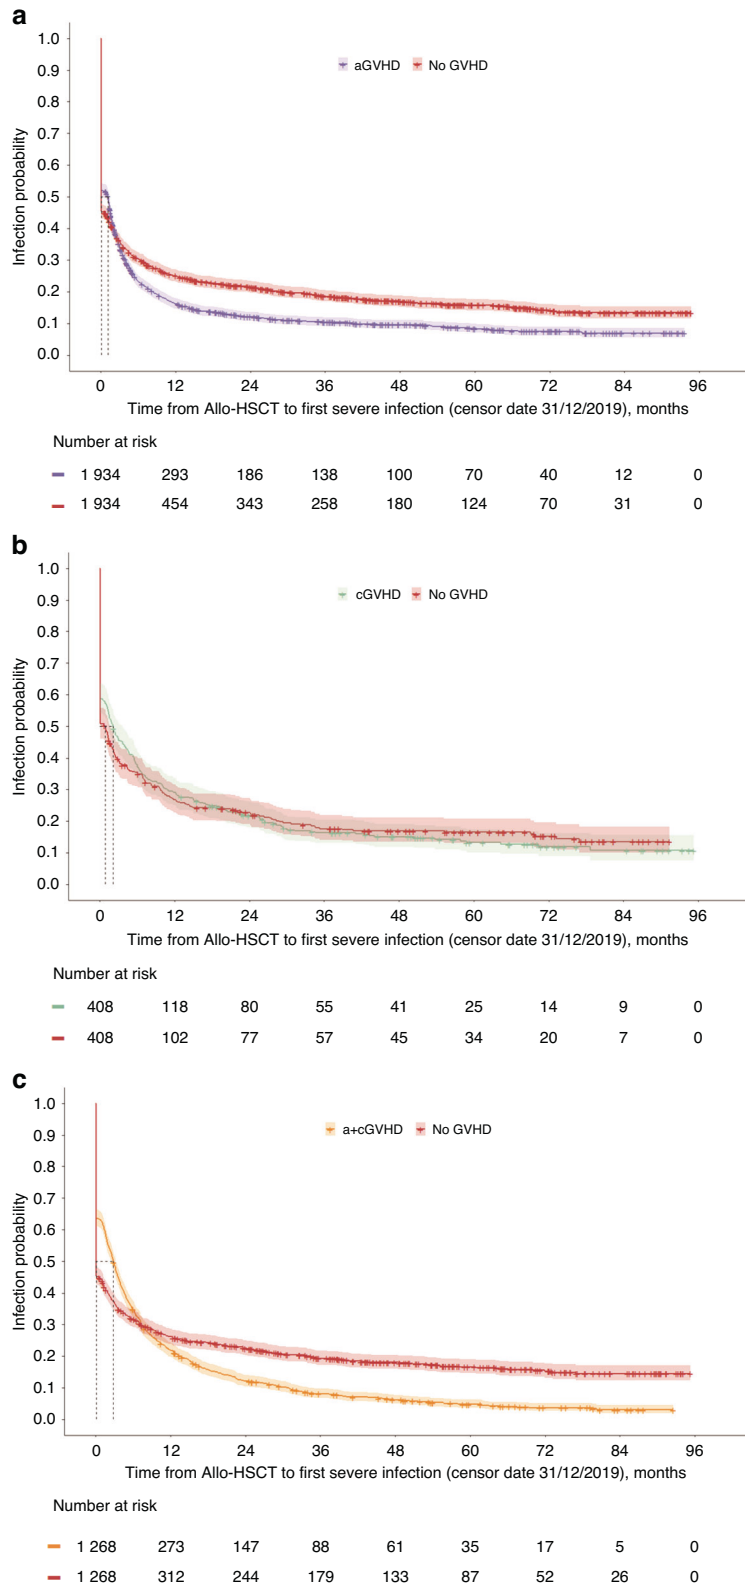 a
aGVHD No GVHD
1.0
0.9
0.8
0.7
0.6
0.5
0.4
0.3
0.2
0.1
0.0
Infection probability
0 12 24 36 48 60 72 84 96
Time from Allo-HSCT to first severe infection (censor date 31/12/2019), months
Number at risk
1 934 293 186 138 100 70 40 12 0
1 934 454 343 258 180 124 70 31 0
b
cGVHD No GVHD
1.0
0.9
0.8
0.7
0.6
0.5
0.4
0.3
0.2
0.1
0.0
Infection probability
0 12 24 36 48 60 72 84 96
Time from Allo-HSCT to first severe infection (censor date 31/12/2019), months
Number at risk
408 118 80 55 41 25 14 9 0
408 102 77 57 45 34 20 7 0
c
a+cGVHD No GVHD
1.0
0.9
0.8
0.7
0.6
0.5
0.4
0.3
0.2
0.1
0.0
Infection probability
0 12 24 36 48 60 72 84 96
Time from Allo-HSCT to first severe infection (censor date 31/12/2019), months
Number at risk
1 268 273 147 88 61 35 17 5 0
1 268 312 244 179 133 87 52 26 0